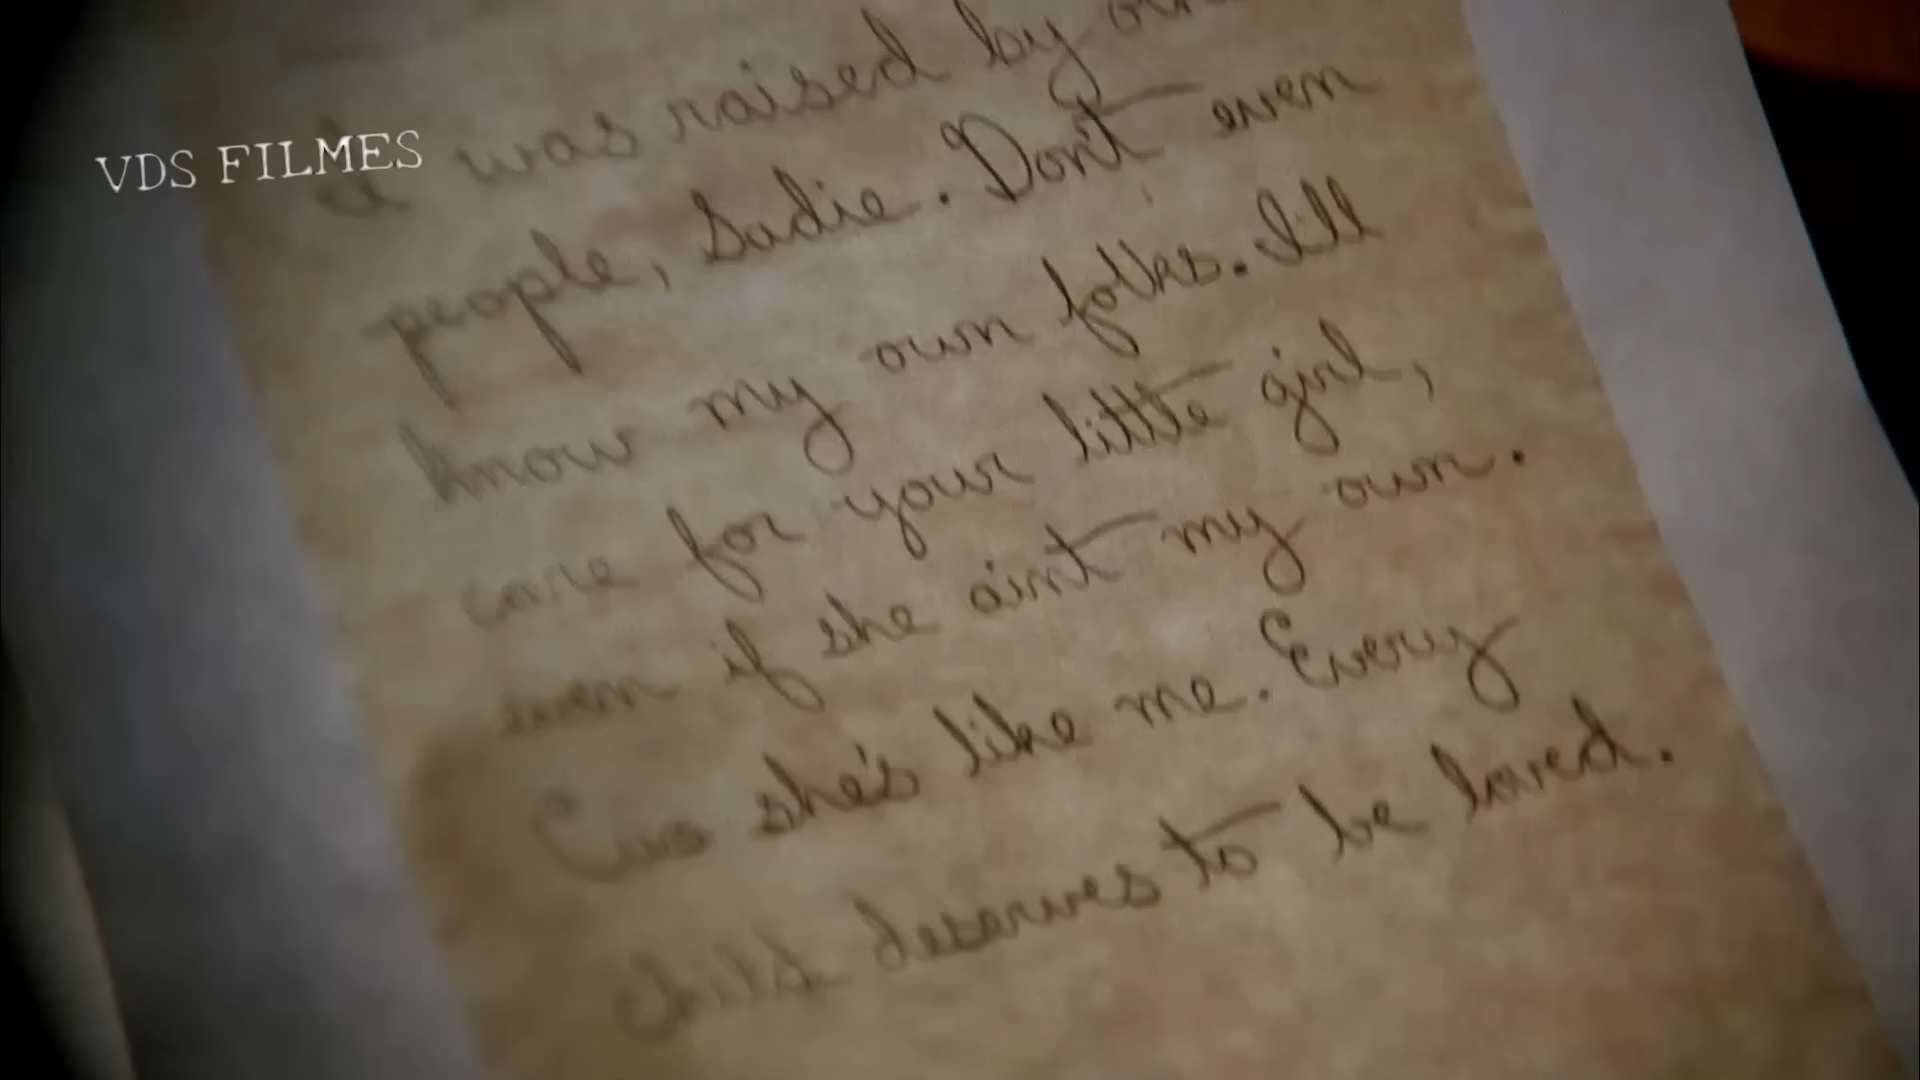 VDS FILMES
I was raised by
people, Sadie. Don't even
know my own folks. I'll
care for your little girl,
even if she ain't my own.
Cus she's like me. Every
child deserves to be loved.